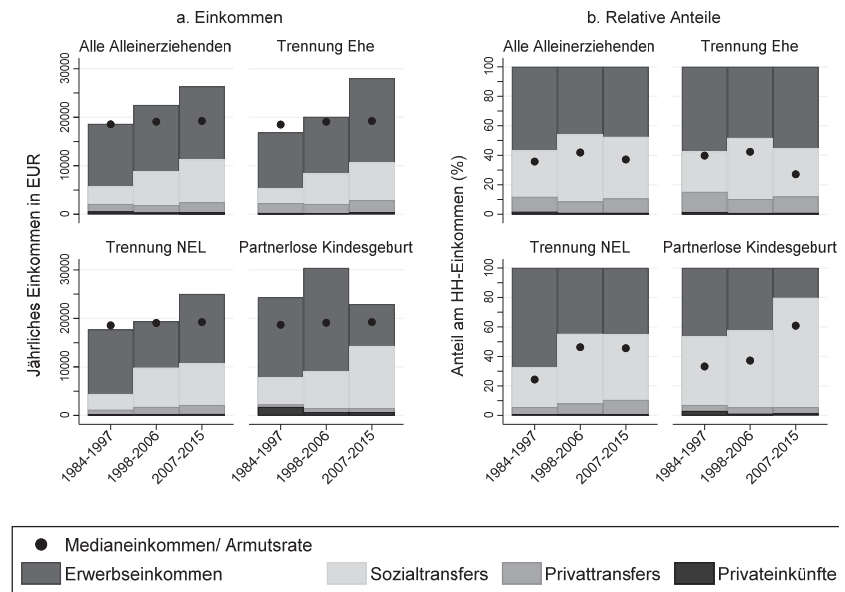 a. Einkommen
Alle Alleinerziehenden Trennung Ehe
30000
20000
10000
0
Trennung NEL Partnerlose Kindesgeburt
30000
20000
10000
0
Jährliches Einkommen in EUR
1984-1997 1998-2006 2007-2015 1984-1997 1998-2006 2007-2015
b. Relative Anteile
Alle Alleinerziehenden Trennung Ehe
100
80
60
40
20
0
Trennung NEL Partnerlose Kindesgeburt
100
80
60
40
20
0
Anteil am HH-Einkommen (%)
1984-1997 1998-2006 2007-2015 1984-1997 1998-2006 2007-2015
Medianeinkommen/ Armutsrate
Erwerbseinkommen Sozialtransfers Privattransfers Privateinkünfte